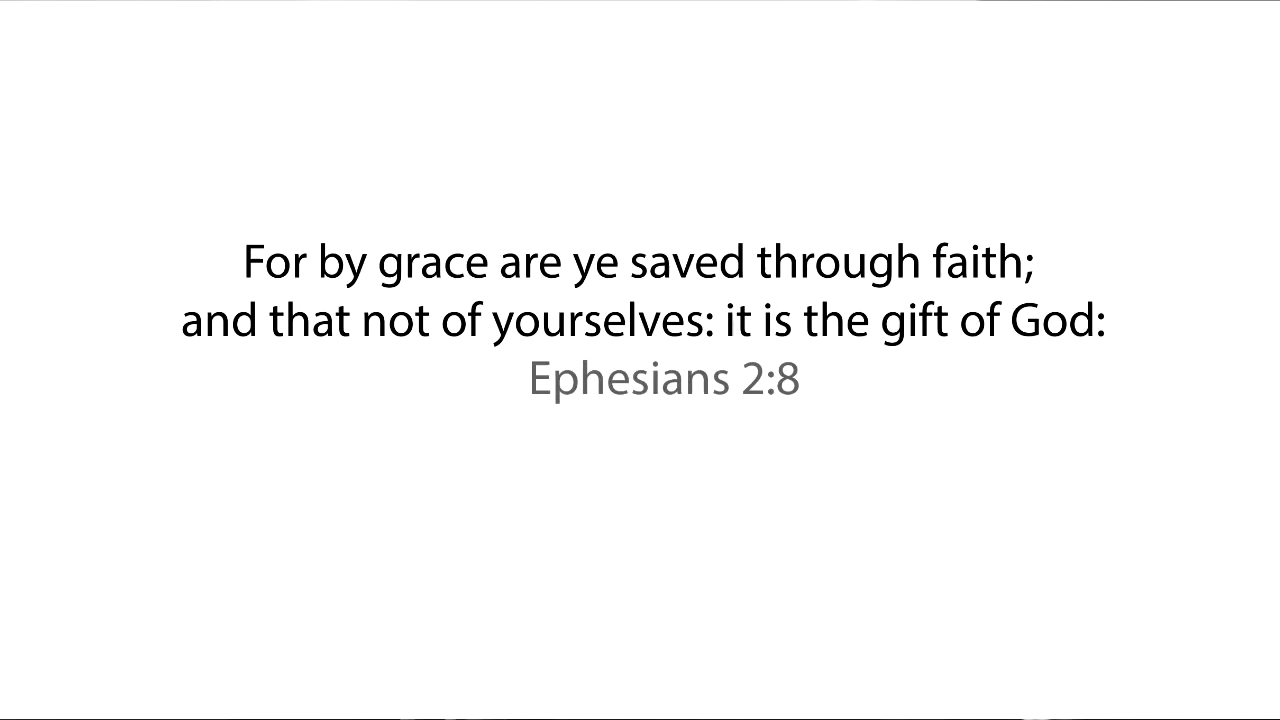 For by grace are ye saved through faith;
and that not of yourselves: it is the gift of God:
Ephesians 2:8